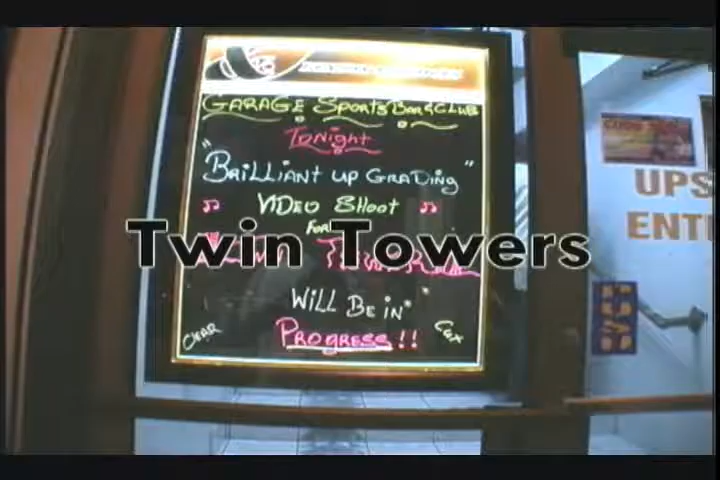 GARAGE SPORTS BAR & CLUB
TONIGHT
"BRILLIANT UP GRADING"
VIDEO SHOOT
FOR
Twin Towers
WILL BE IN
PROGRESS!!
UPS
ENT